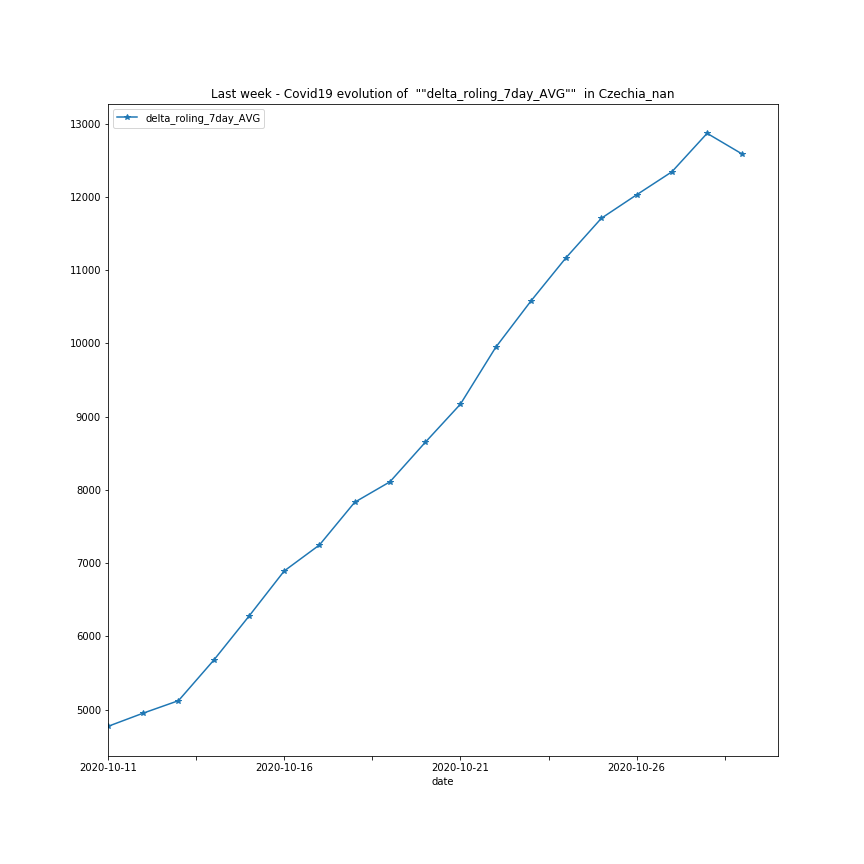 Last week - Covid19 evolution of  ""delta_roling_7day_AVG""  in Czechia_nan
delta_roling_7day_AVG
13000
12000
11000
10000
9000
8000
7000
6000
5000
2020-10-11 2020-10-16 2020-10-21 2020-10-26
date